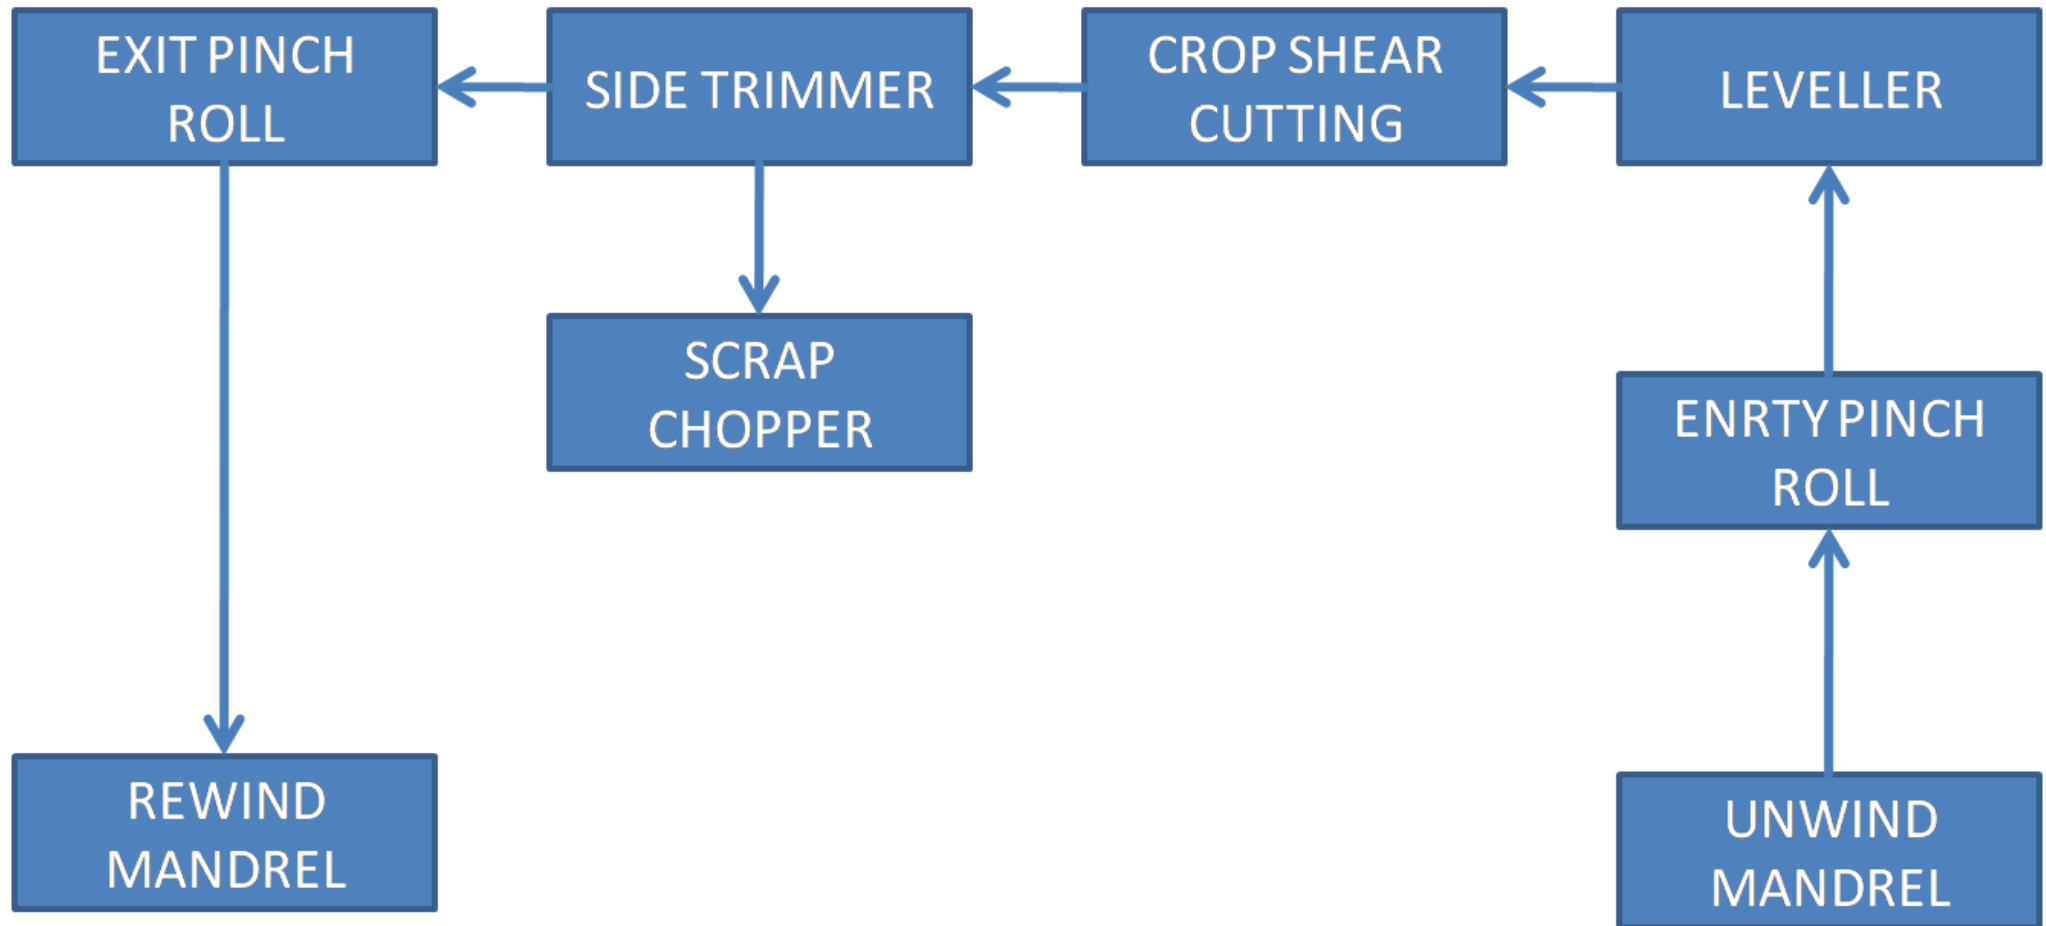 EXIT PINCH
ROLL
SIDE TRIMMER
CROP SHEAR
CUTTING
LEVELLER
SCRAP
CHOPPER
ENRTY PINCH
ROLL
REWIND
MANDREL
UNWIND
MANDREL